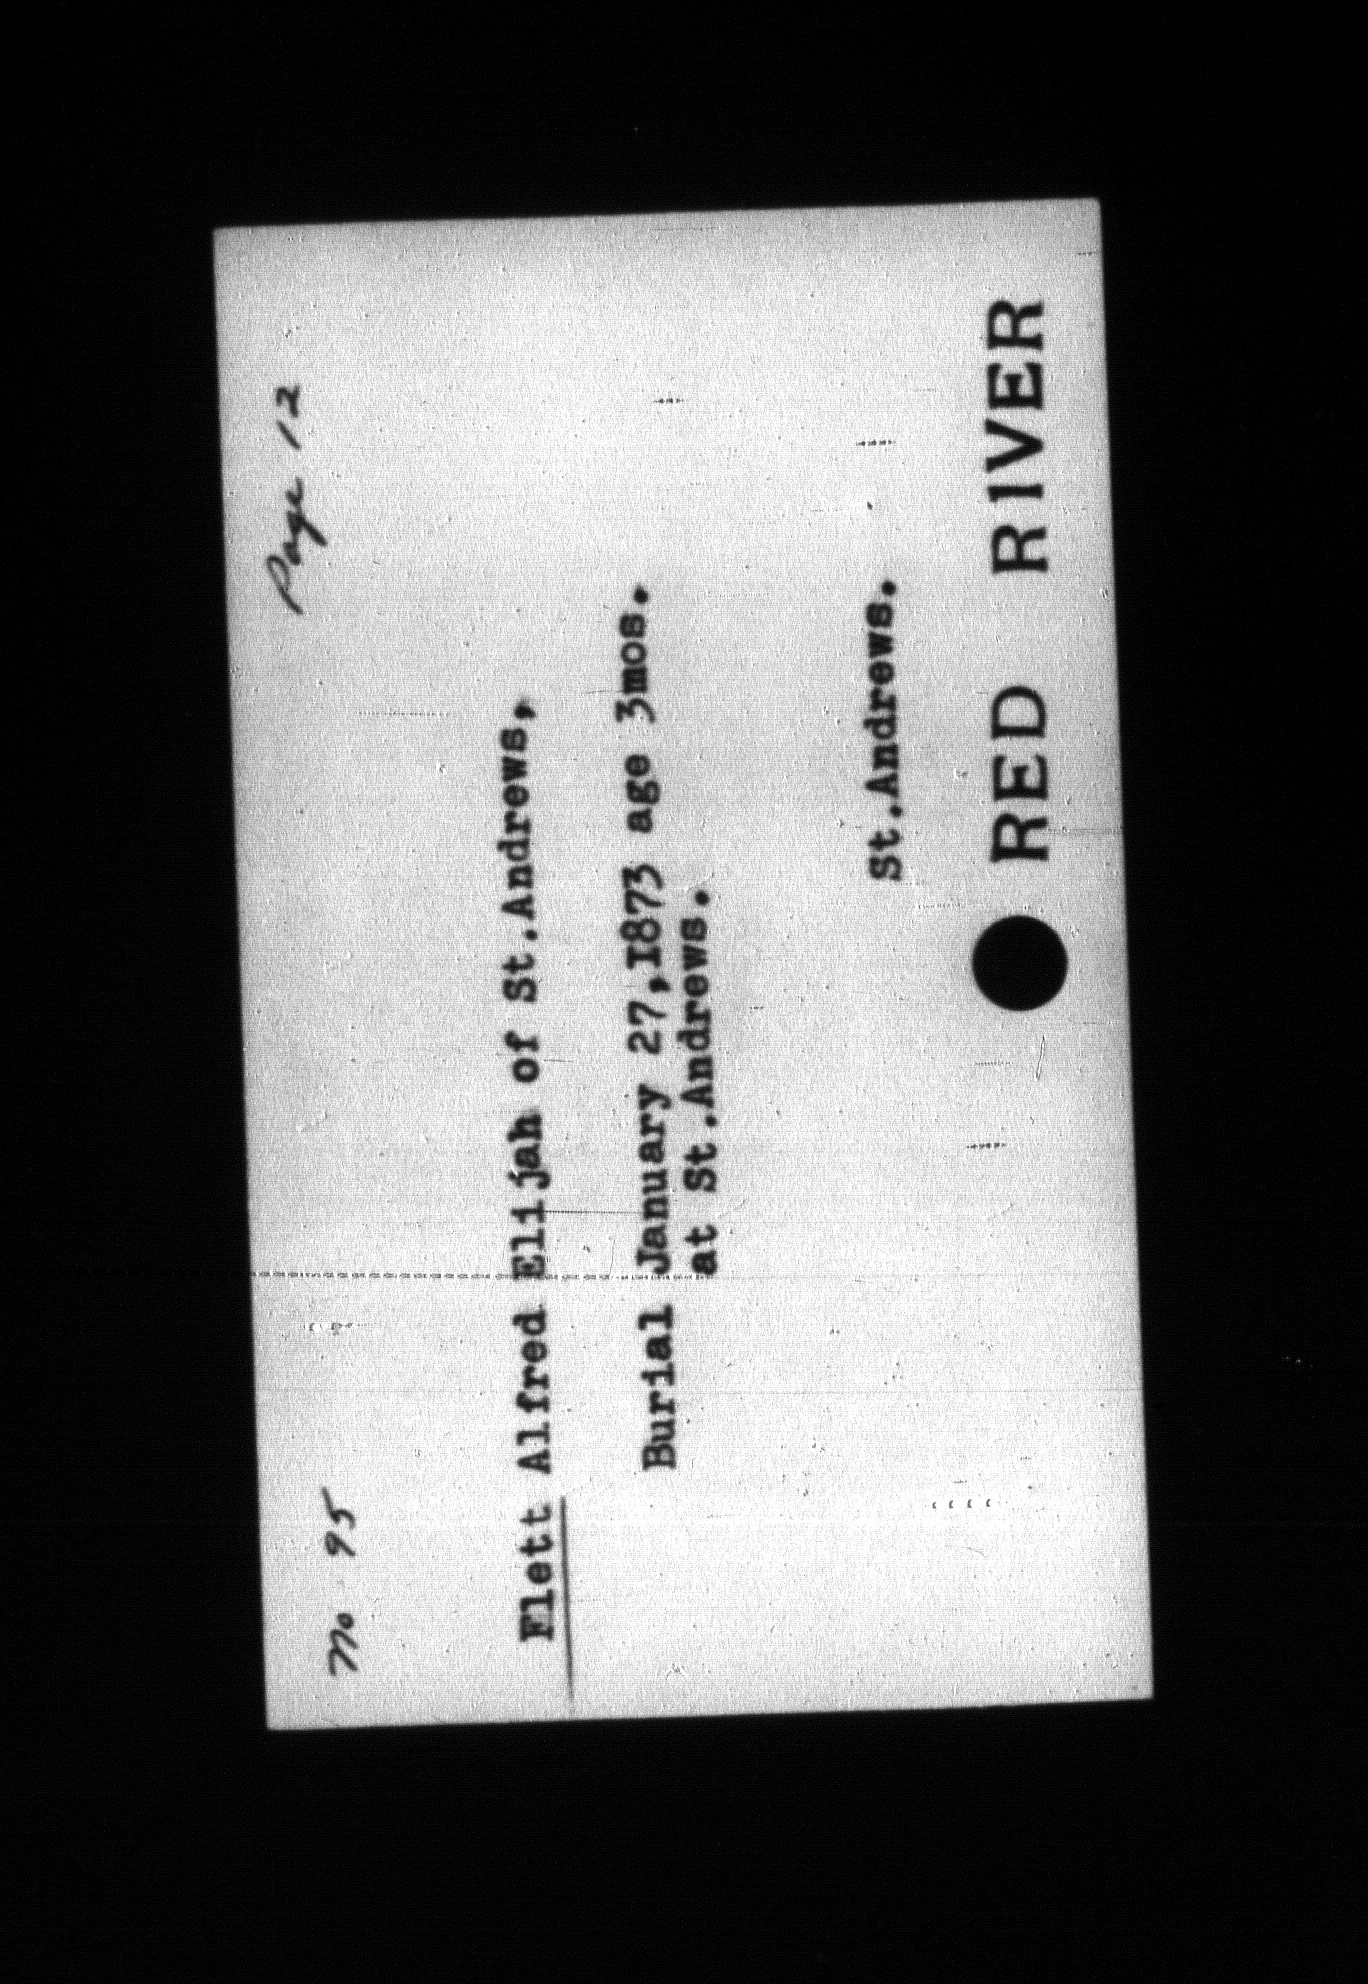 No 95 Page 12
Flett Alfred Elijah of St.Andrews,
Burial January 27,1873 age 3mos.
at St.Andrews.
St.Andrews.
RED RIVER